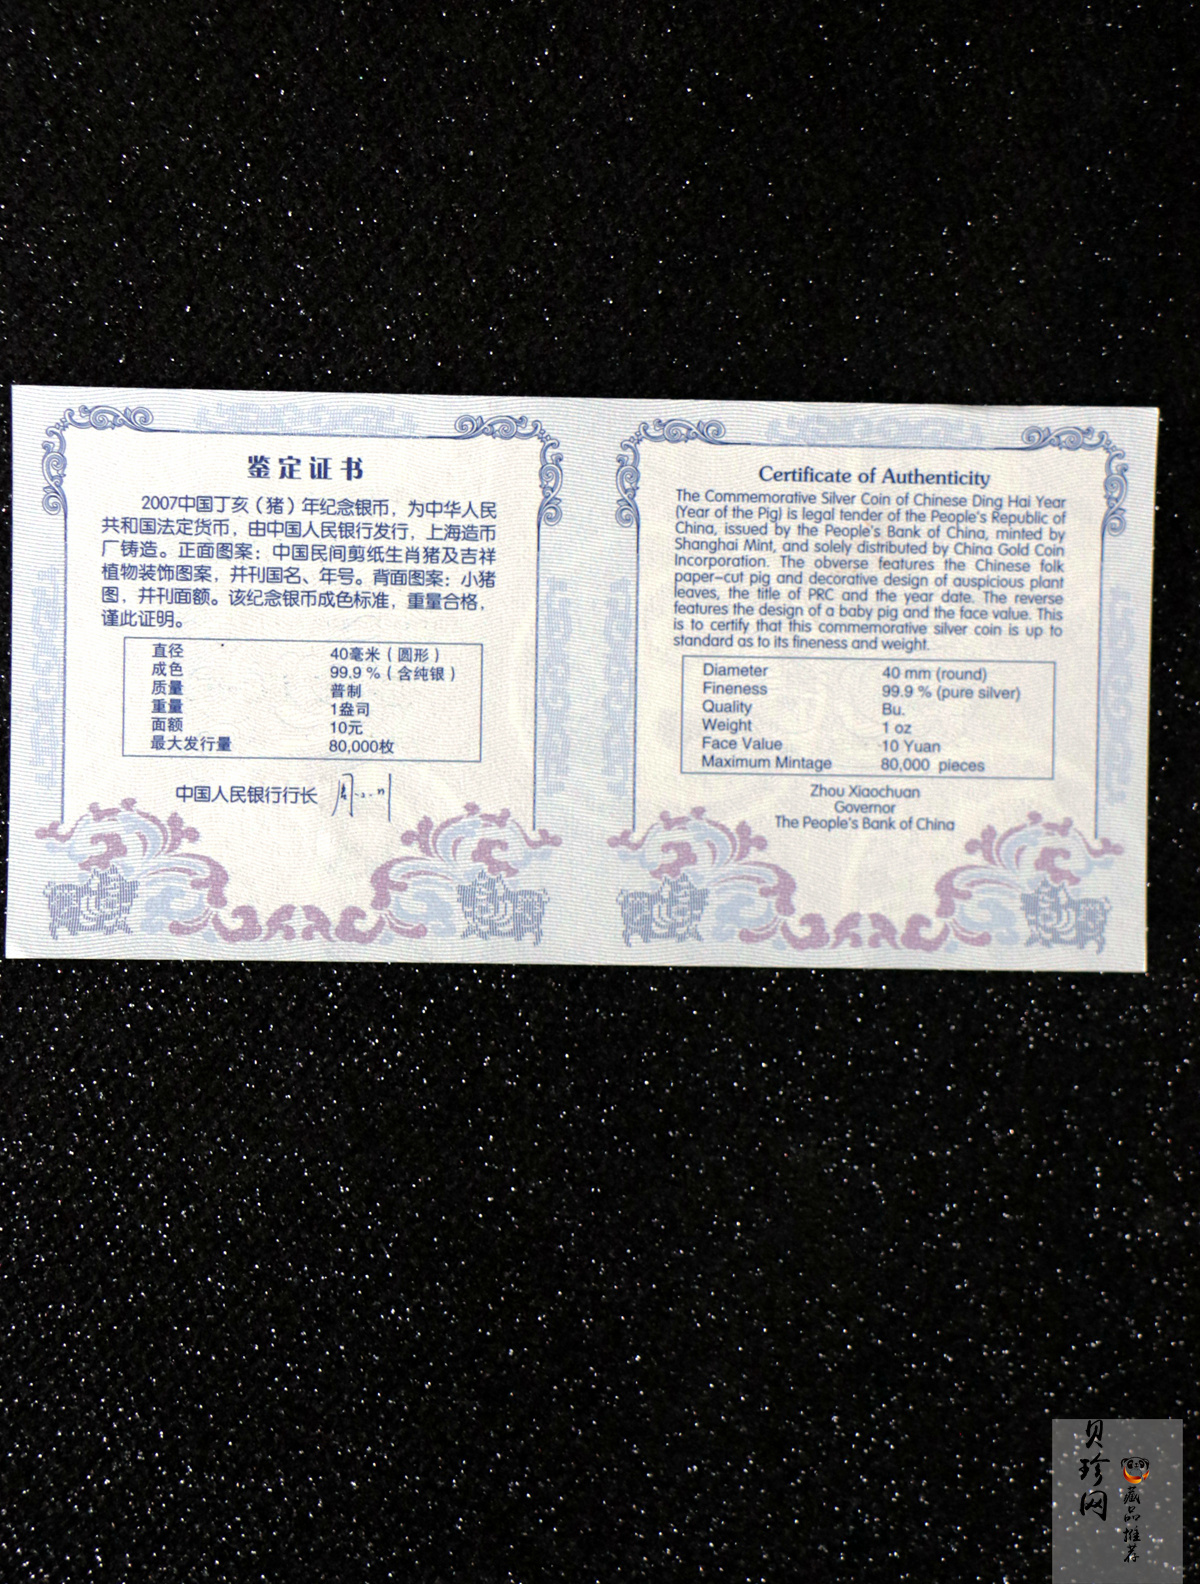 鉴定证书
2007中国丁亥（猪）年纪念银币，为中华人民
共和国法定货币，由中国人民银行发行，上海造币
厂铸造。正面图案：中国民间剪纸生肖猪及吉祥
植物装饰图案，并刊国名、年号。背面图案：小猪
图，并刊面额。该纪念银币成色标准，重量合格，
谨此证明。
直径 40毫米（圆形）
成色 99.9％（含纯银）
质量 普制
重量 1盎司
面额 10元
最大发行量 80,000枚
中国人民银行行长
Certificate of Authenticity
The Commemorative Silver Coin of Chinese Ding Hai Year
(Year of the Pig) is legal tender of the People's Republic of
China, issued by the People's Bank of China, minted by
Shanghai Mint, and solely distributed by China Gold Coin
Incorporation. The obverse features the Chinese folk
paper-cut pig and decorative design of auspicious plant
leaves, the title of PRC and the year date. The reverse
features the design of a baby pig and the face value. This
is to certify that this commemorative silver coin is up to
standard as to its fineness and weight.
Diameter 40 mm (round)
Fineness 99.9 % (pure silver)
Quality Bu.
Weight 1 oz
Face Value 10 Yuan
Maximum Mintage 80,000 pieces
Zhou Xiaochuan
Governor
The People's Bank of China
贝珍网
藏品推荐